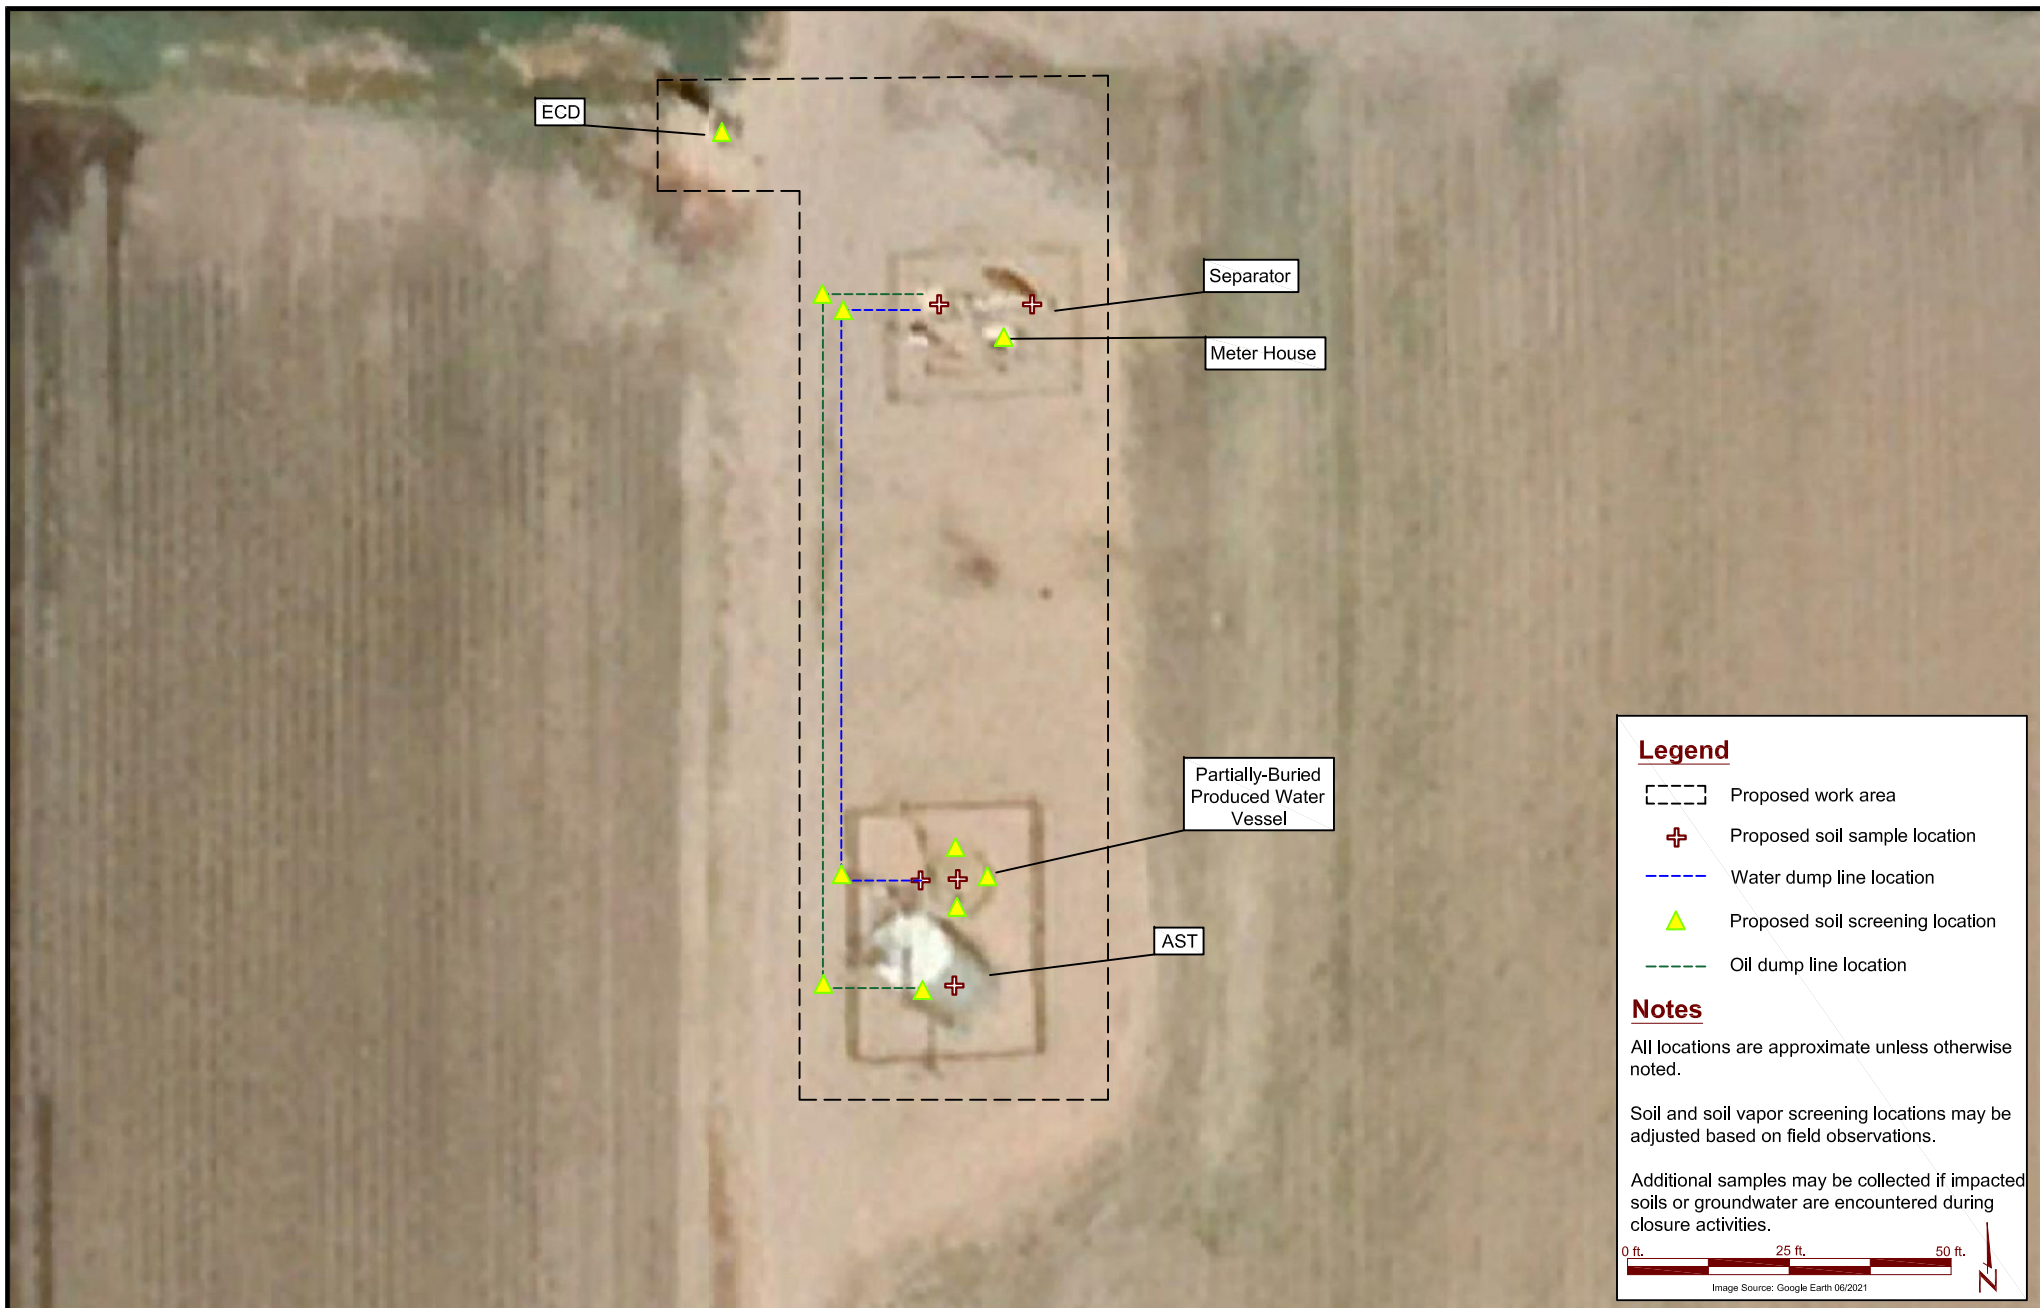 ECD
Separator
Meter House
Partially-Buried
Produced Water
Vessel
AST
Legend
Proposed work area
Proposed soil sample location
Water dump line location
Proposed soil screening location
Oil dump line location
Notes
All locations are approximate unless otherwise
noted.
Soil and soil vapor screening locations may be
adjusted based on field observations.
Additional samples may be collected if impacted
soils or groundwater are encountered during
closure activities.
0 ft. 25 ft. 50 ft.
N
Image Source: Google Earth 06/2021